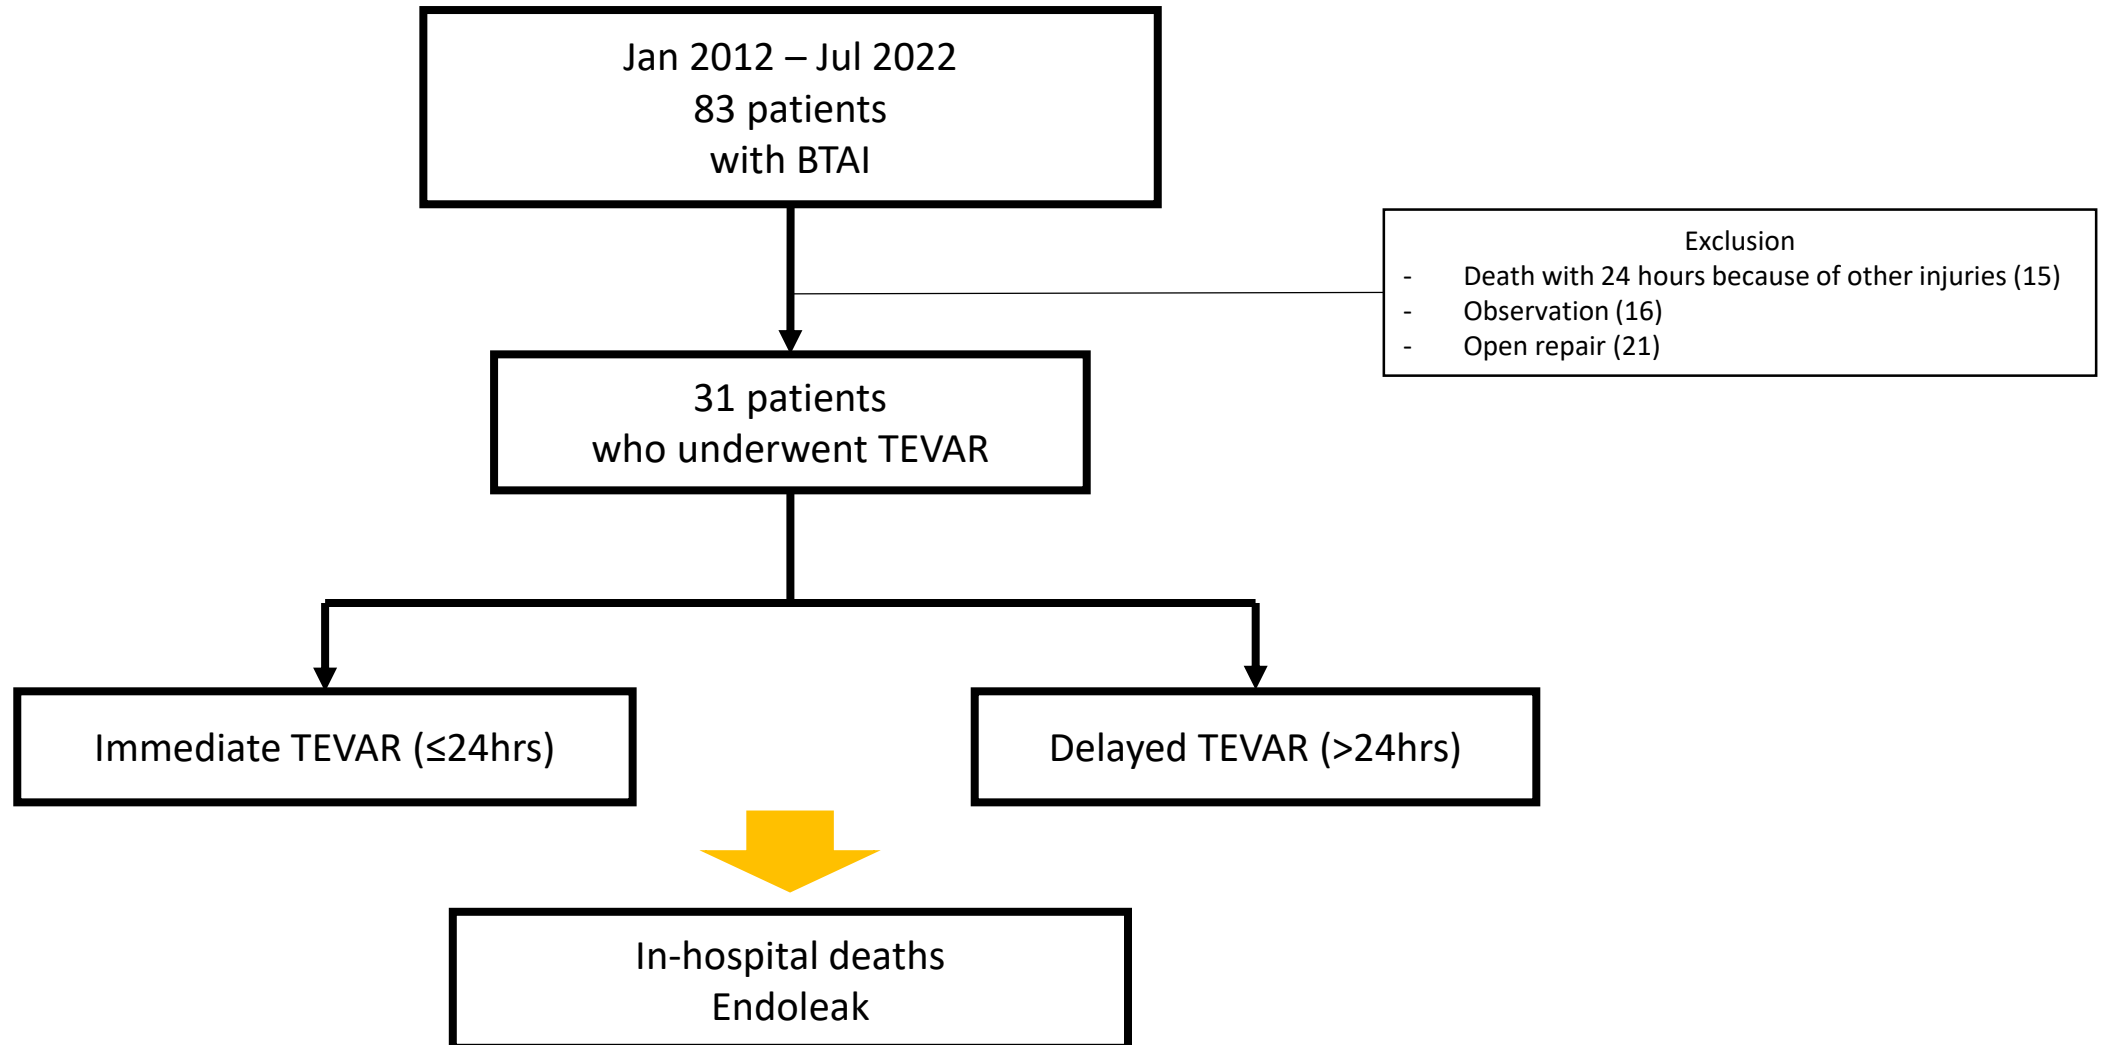 Jan 2012 – Jul 2022
83 patients
with BTAI
Exclusion
- Death with 24 hours because of other injuries (15)
- Observation (16)
- Open repair (21)
31 patients
who underwent TEVAR
Immediate TEVAR (≤24hrs)
Delayed TEVAR (>24hrs)
In-hospital deaths
Endoleak